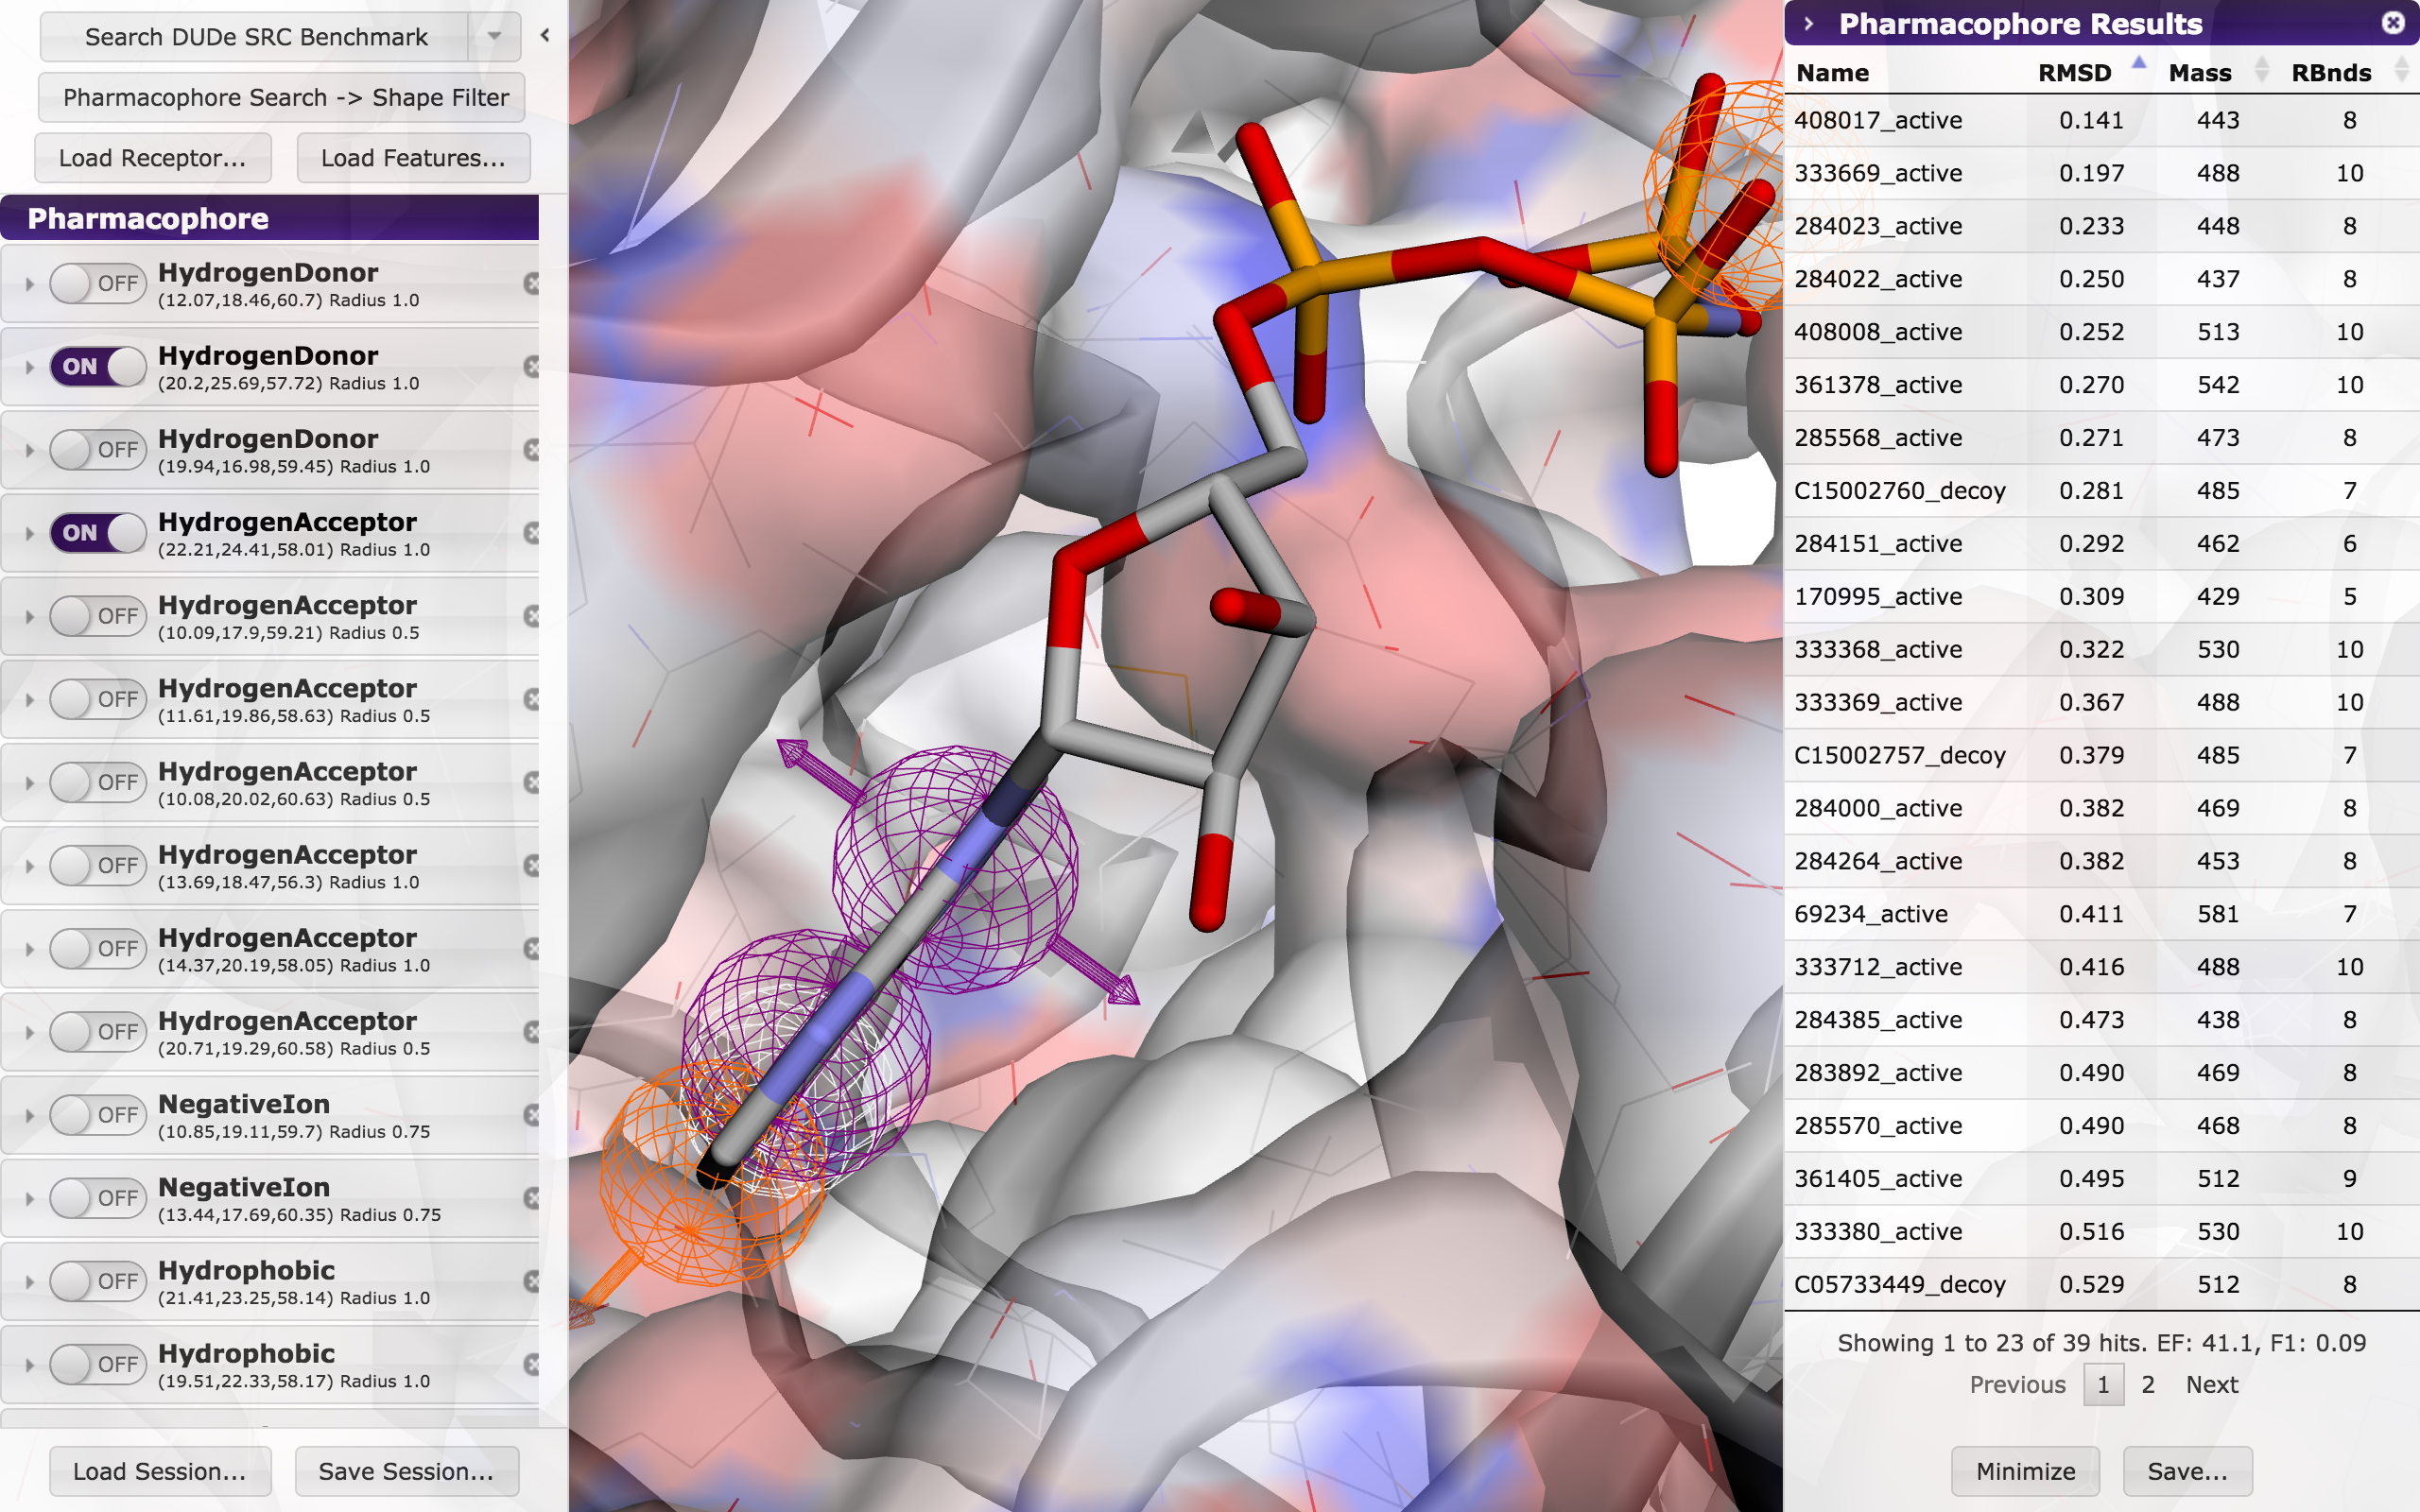 Search DUDe SRC Benchmark
Pharmacophore Search -> Shape Filter
Load Receptor...
Load Features...
Pharmacophore
OFF
HydrogenDonor
(12.07,18.46,60.7) Radius 1.0
ON
HydrogenDonor
(20.2,25.69,57.72) Radius 1.0
OFF
HydrogenDonor
(19.94,16.98,59.45) Radius 1.0
ON
HydrogenAcceptor
(22.21,24.41,58.01) Radius 1.0
OFF
HydrogenAcceptor
(10.09,17.9,59.21) Radius 0.5
OFF
HydrogenAcceptor
(11.61,19.86,58.63) Radius 0.5
OFF
HydrogenAcceptor
(10.08,20.02,60.63) Radius 0.5
OFF
HydrogenAcceptor
(13.69,18.47,56.3) Radius 1.0
OFF
HydrogenAcceptor
(14.37,20.19,58.05) Radius 1.0
OFF
HydrogenAcceptor
(20.71,19.29,60.58) Radius 0.5
OFF
NegativeIon
(10.85,19.11,59.7) Radius 0.75
OFF
NegativeIon
(13.44,17.69,60.35) Radius 0.75
OFF
Hydrophobic
(21.41,23.25,58.14) Radius 1.0
OFF
Hydrophobic
(19.51,22.33,58.17) Radius 1.0
Load Session...
Save Session...
Pharmacophore Results
Name RMSD Mass RBnds
408017_active 0.141 443 8
333669_active 0.197 488 10
284023_active 0.233 448 8
284022_active 0.250 437 8
408008_active 0.252 513 10
361378_active 0.270 542 10
285568_active 0.271 473 8
C15002760_decoy 0.281 485 7
284151_active 0.292 462 6
170995_active 0.309 429 5
333368_active 0.322 530 10
333369_active 0.367 488 10
C15002757_decoy 0.379 485 7
284000_active 0.382 469 8
284264_active 0.382 453 8
69234_active 0.411 581 7
333712_active 0.416 488 10
284385_active 0.473 438 8
283892_active 0.490 469 8
285570_active 0.490 468 8
361405_active 0.495 512 9
333380_active 0.516 530 10
C05733449_decoy 0.529 512 8
Showing 1 to 23 of 39 hits. EF: 41.1, F1: 0.09
Previous 1 2 Next
Minimize
Save...